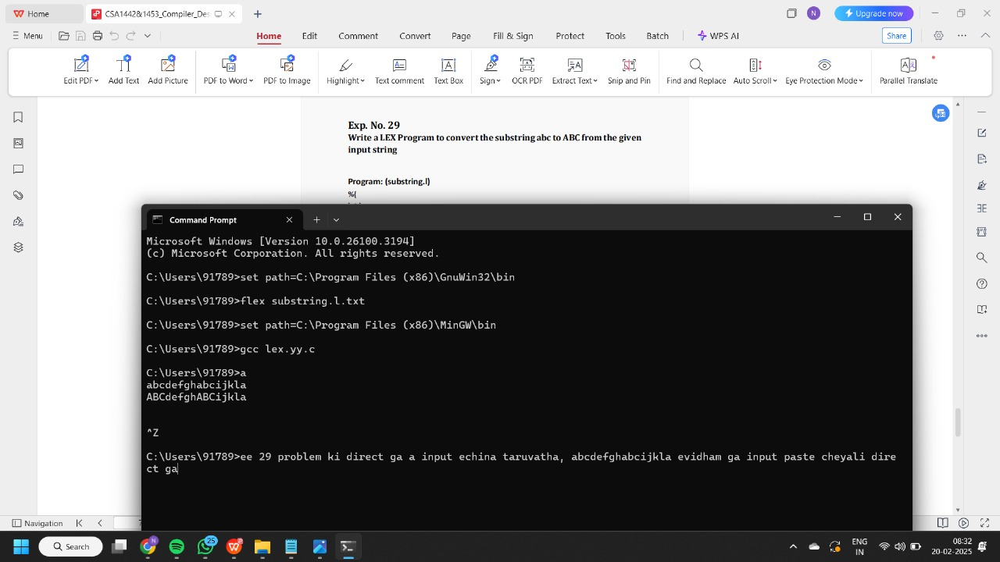 Home
CSA1442&1453_Compiler_Des
N
Upgrade now
Menu
Home
Edit
Comment
Convert
Page
Fill & Sign
Protect
Tools
Batch
WPS AI
Share
Edit PDF
Add Text
Add Picture
PDF to Word
PDF to Image
Highlight
Text comment
Text Box
Sign
OCR PDF
Extract Text
Snip and Pin
Find and Replace
Auto Scroll
Eye Protection Mode
Parallel Translate
Exp. No. 29
Write a LEX Program to convert the substring abc to ABC from the given
input string
Program: (substring.l)
%{
Command Prompt
Microsoft Windows [Version 10.0.26100.3194]
(c) Microsoft Corporation. All rights reserved.
C:\Users\91789>set path=C:\Program Files (x86)\GnuWin32\bin
C:\Users\91789>flex substring.l.txt
C:\Users\91789>set path=C:\Program Files (x86)\MinGW\bin
C:\Users\91789>gcc lex.yy.c
C:\Users\91789>a
abcdefghabcijkla
ABCdefghABCijkla
^Z
C:\Users\91789>ee 29 problem ki direct ga a input echina taruvatha, abcdefghabcijkla evidham ga input paste cheyali dire
ct ga
Navigation
Search
25
N
ENG
IN
08:32
20-02-2025